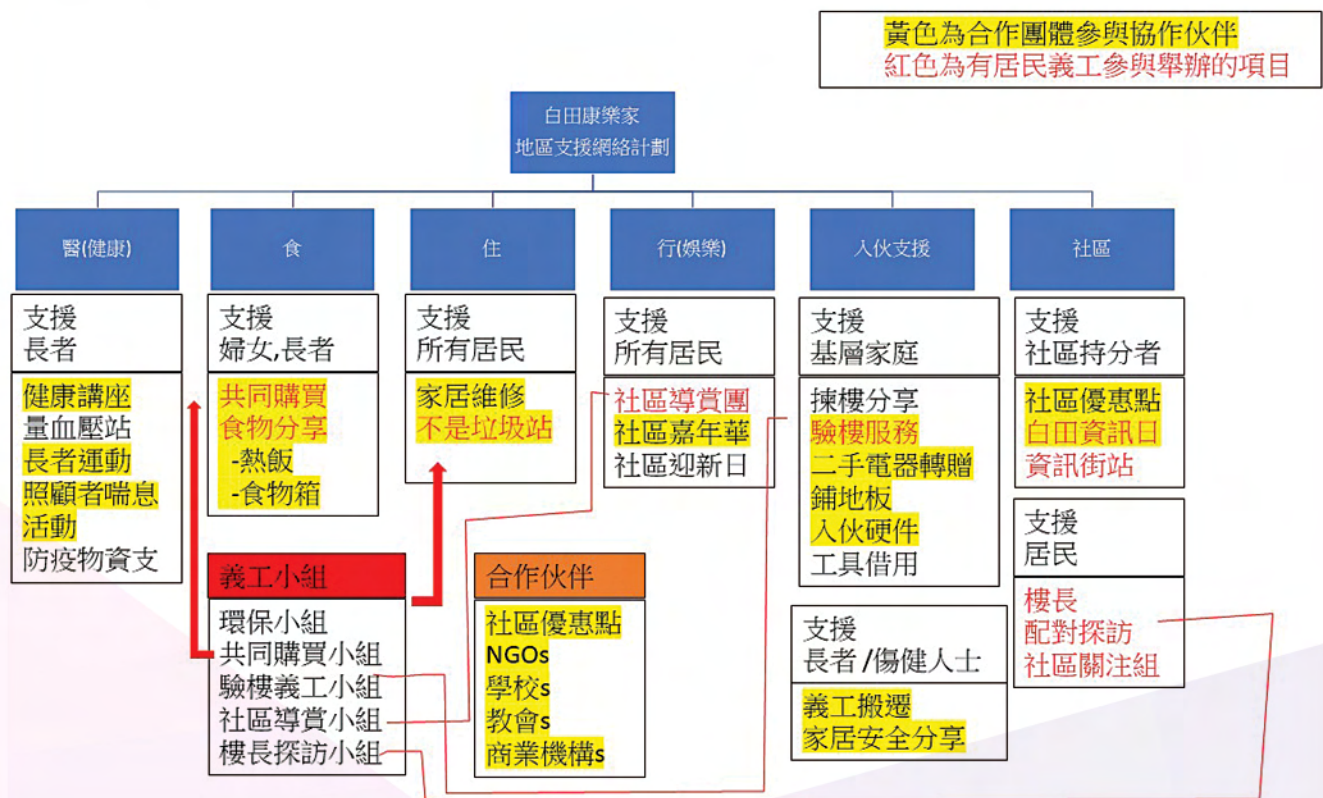 黃色為合作團體參與協作伙伴
紅色為有居民義工參與舉辦的項目
白田康樂家
地區支援網絡計劃
醫(健康)
支援
長者
健康講座
量血壓站
長者運動
照顧者喘息
活動
防疫物資支
食
支援
婦女,長者
共同購買
食物分享
-熱飯
-食物箱
住
支援
所有居民
家居維修
不是垃圾站
行(娛樂)
支援
所有居民
社區導賞團
社區嘉年華
社區迎新日
入伙支援
支援
基層家庭
揀樓分享
驗樓服務
二手電器轉贈
鋪地板
入伙硬件
工具借用
支援
長者/傷健人士
義工搬遷
家居安全分享
社區
支援
社區持分者
社區優惠點
白田資訊日
資訊街站
支援
居民
樓長
配對探訪
社區關注組
義工小組
環保小組
共同購買小組
驗樓義工小組
社區導賞小組
樓長探訪小組
合作伙伴
社區優惠點
NGOs
學校s
教會s
商業機構s